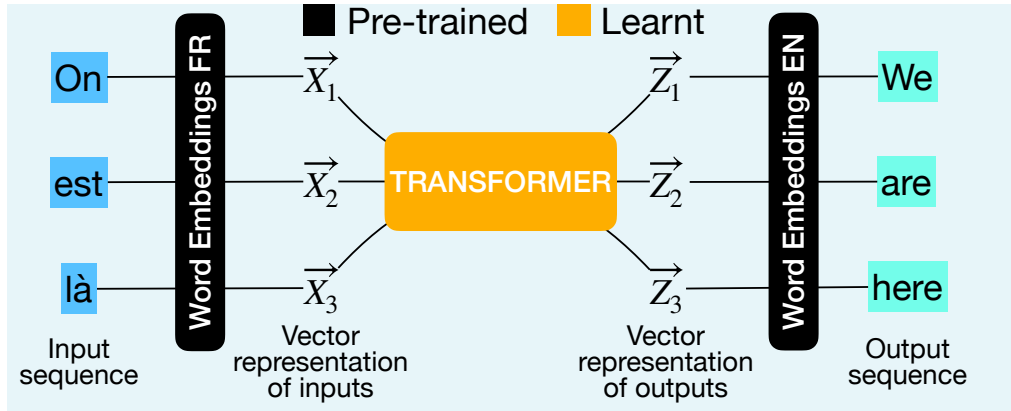 Pre-trained Learnt
On Word Embeddings FR X₁ Z₁ Word Embeddings EN We
est X₂ TRANSFORMER Z₂ are
là X₃ Z₃ here
Input sequence
Vector representation of inputs
Vector representation of outputs
Output sequence